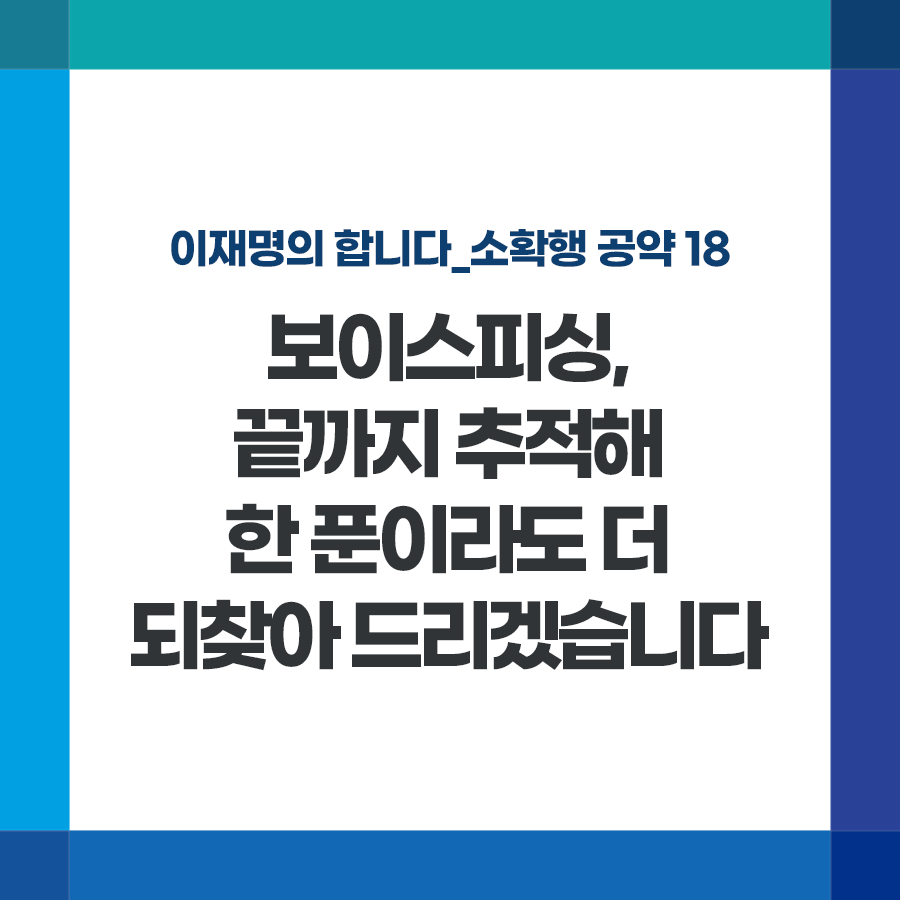 이재명의 합니다_소확행 공약 18
보이스피싱,
끝까지 추적해
한 푼이라도 더
되찾아 드리겠습니다